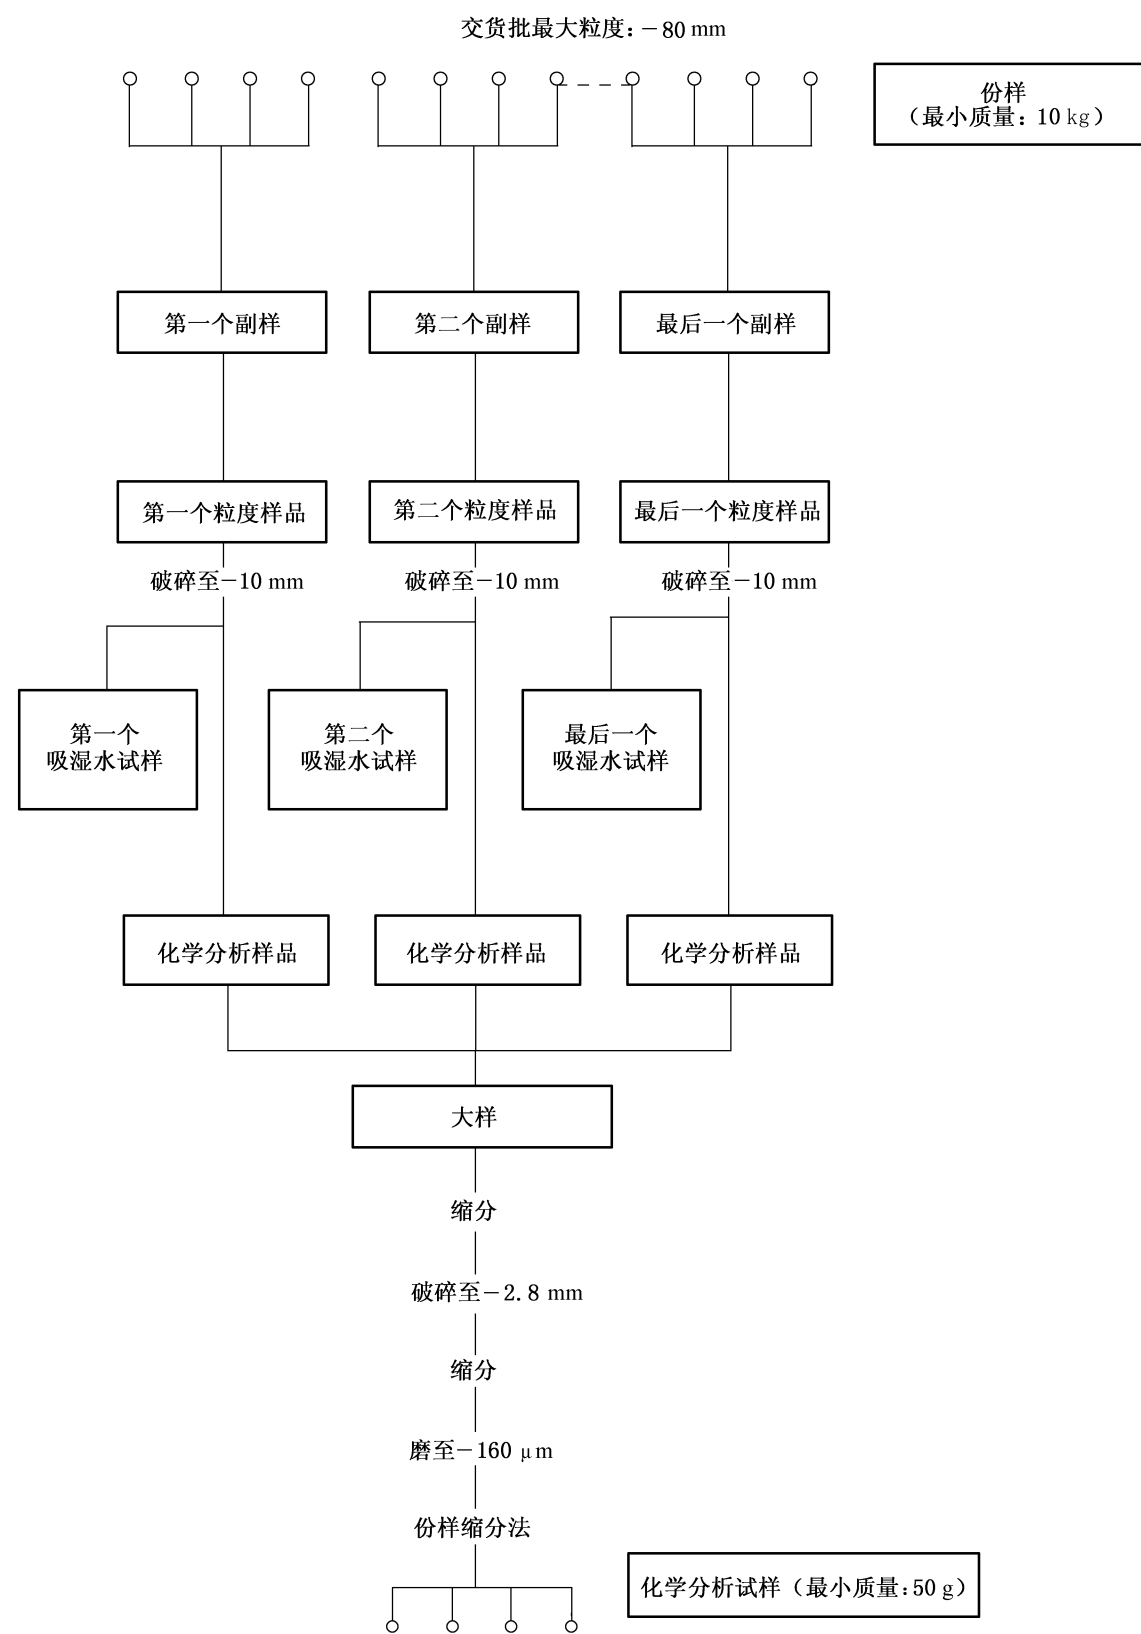 交货批最大粒度：－80 mm
份样
（最小质量：10 kg）
第一个副样
第二个副样
最后一个副样
第一个粒度样品
第二个粒度样品
最后一个粒度样品
破碎至－10 mm
破碎至－10 mm
破碎至－10 mm
第一个
吸湿水试样
第二个
吸湿水试样
最后一个
吸湿水试样
化学分析样品
化学分析样品
化学分析样品
大样
缩分
破碎至－2.8 mm
缩分
磨至－160 μm
份样缩分法
化学分析试样（最小质量：50 g）